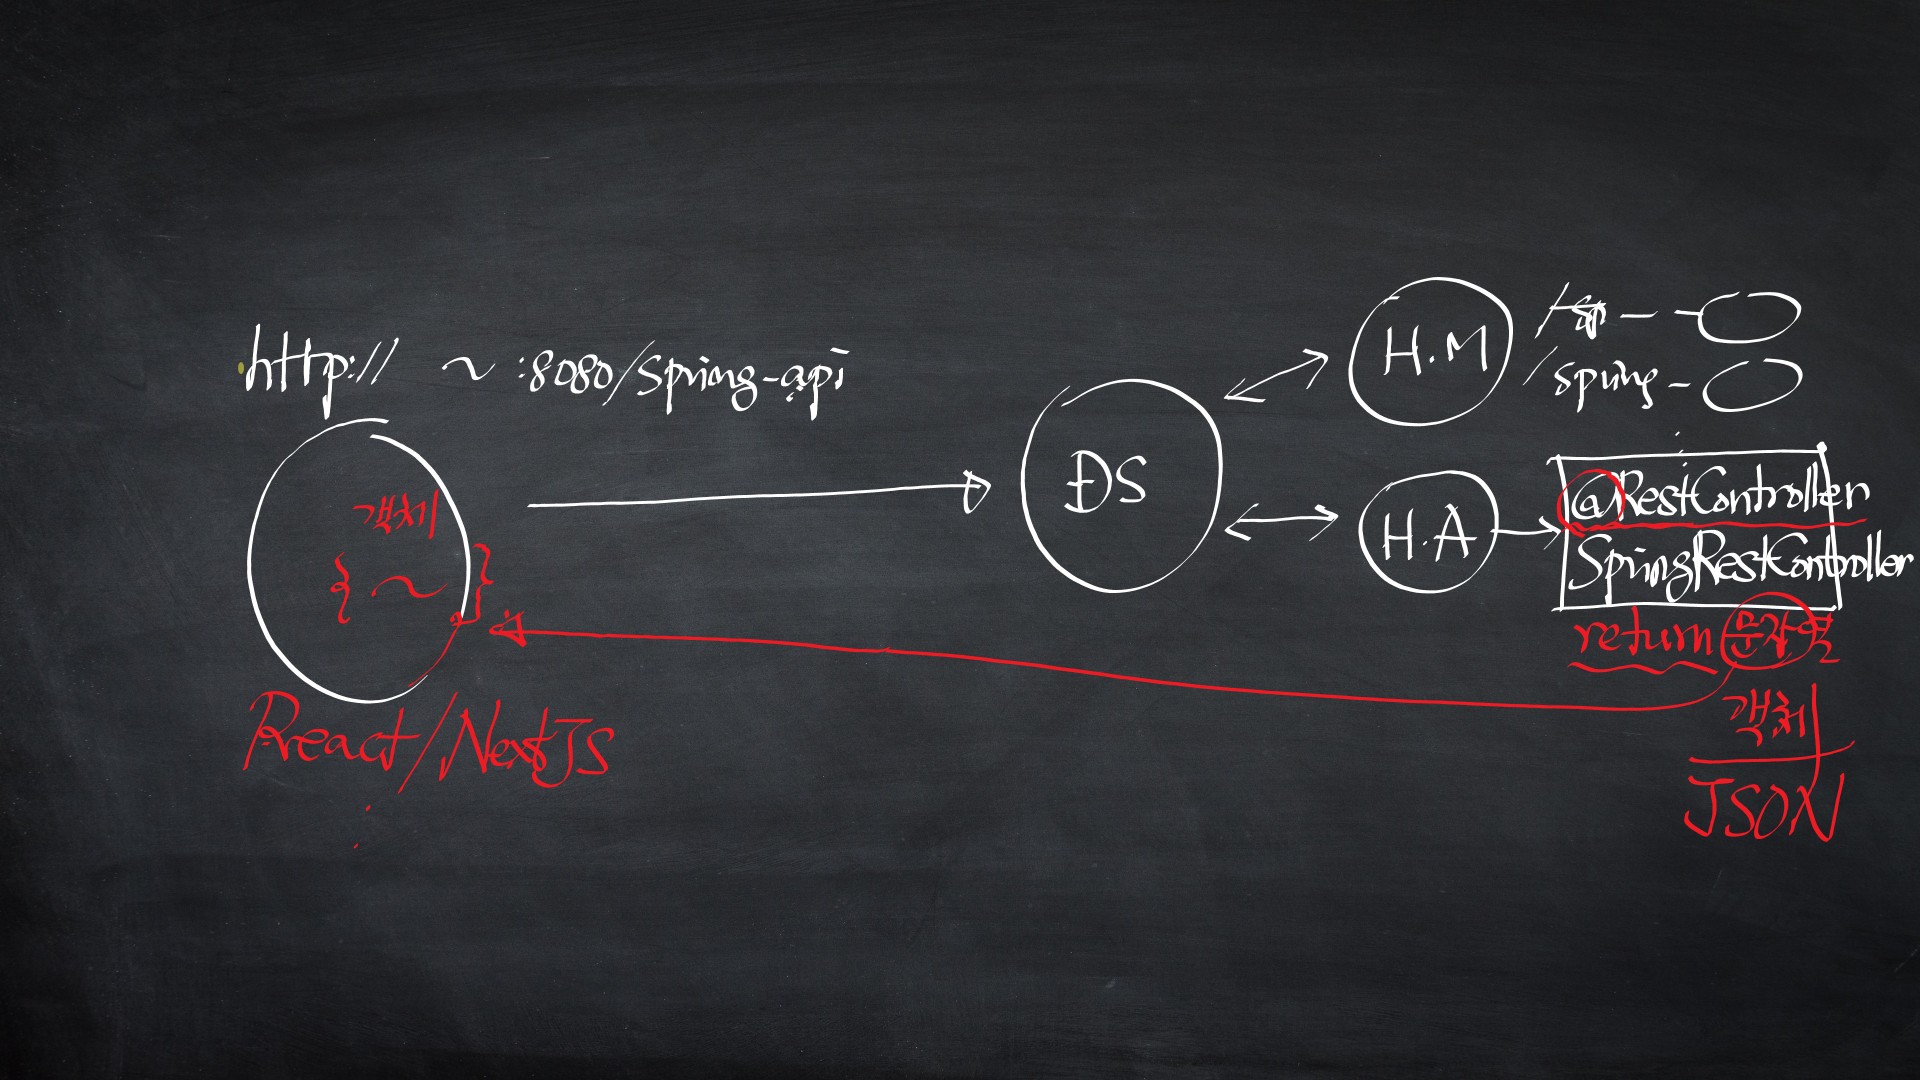 http:// ~ :8080/spring-api
객체
{ ~ }
React/NextJS
DS
H.M
/
/spring -
H.A
@RestController
SpringRestController
return 문자열
객체
JSON